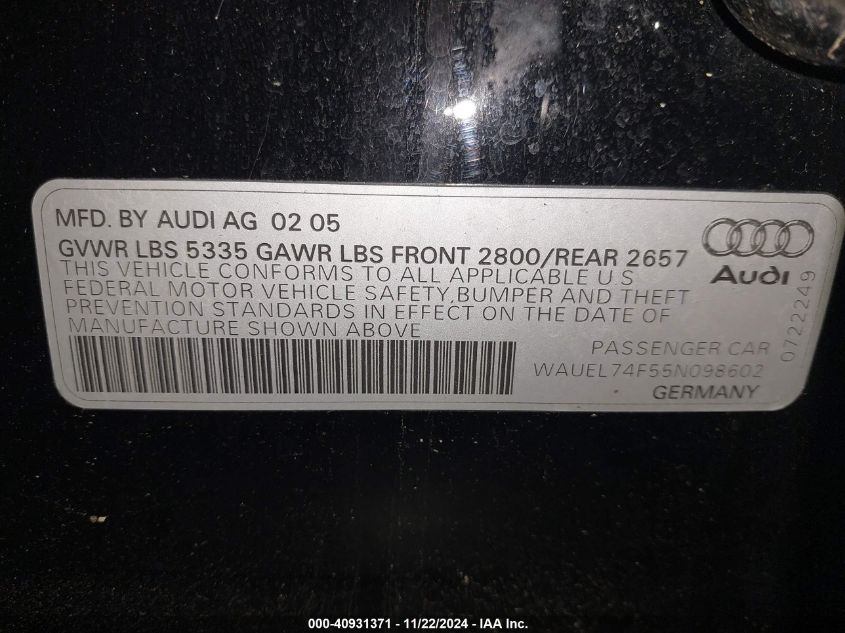 MFD. BY AUDI AG 02 05
GVWR LBS 5335 GAWR LBS FRONT 2800/REAR 2657
THIS VEHICLE CONFORMS TO ALL APPLICABLE U S
FEDERAL MOTOR VEHICLE SAFETY, BUMPER AND THEFT
PREVENTION STANDARDS IN EFFECT ON THE DATE OF
MANUFACTURE SHOWN ABOVE
PASSENGER CAR
WAUEL74F55N098602
GERMANY
Audi
0722249
000-40931371 - 11/22/2024 - IAA Inc.